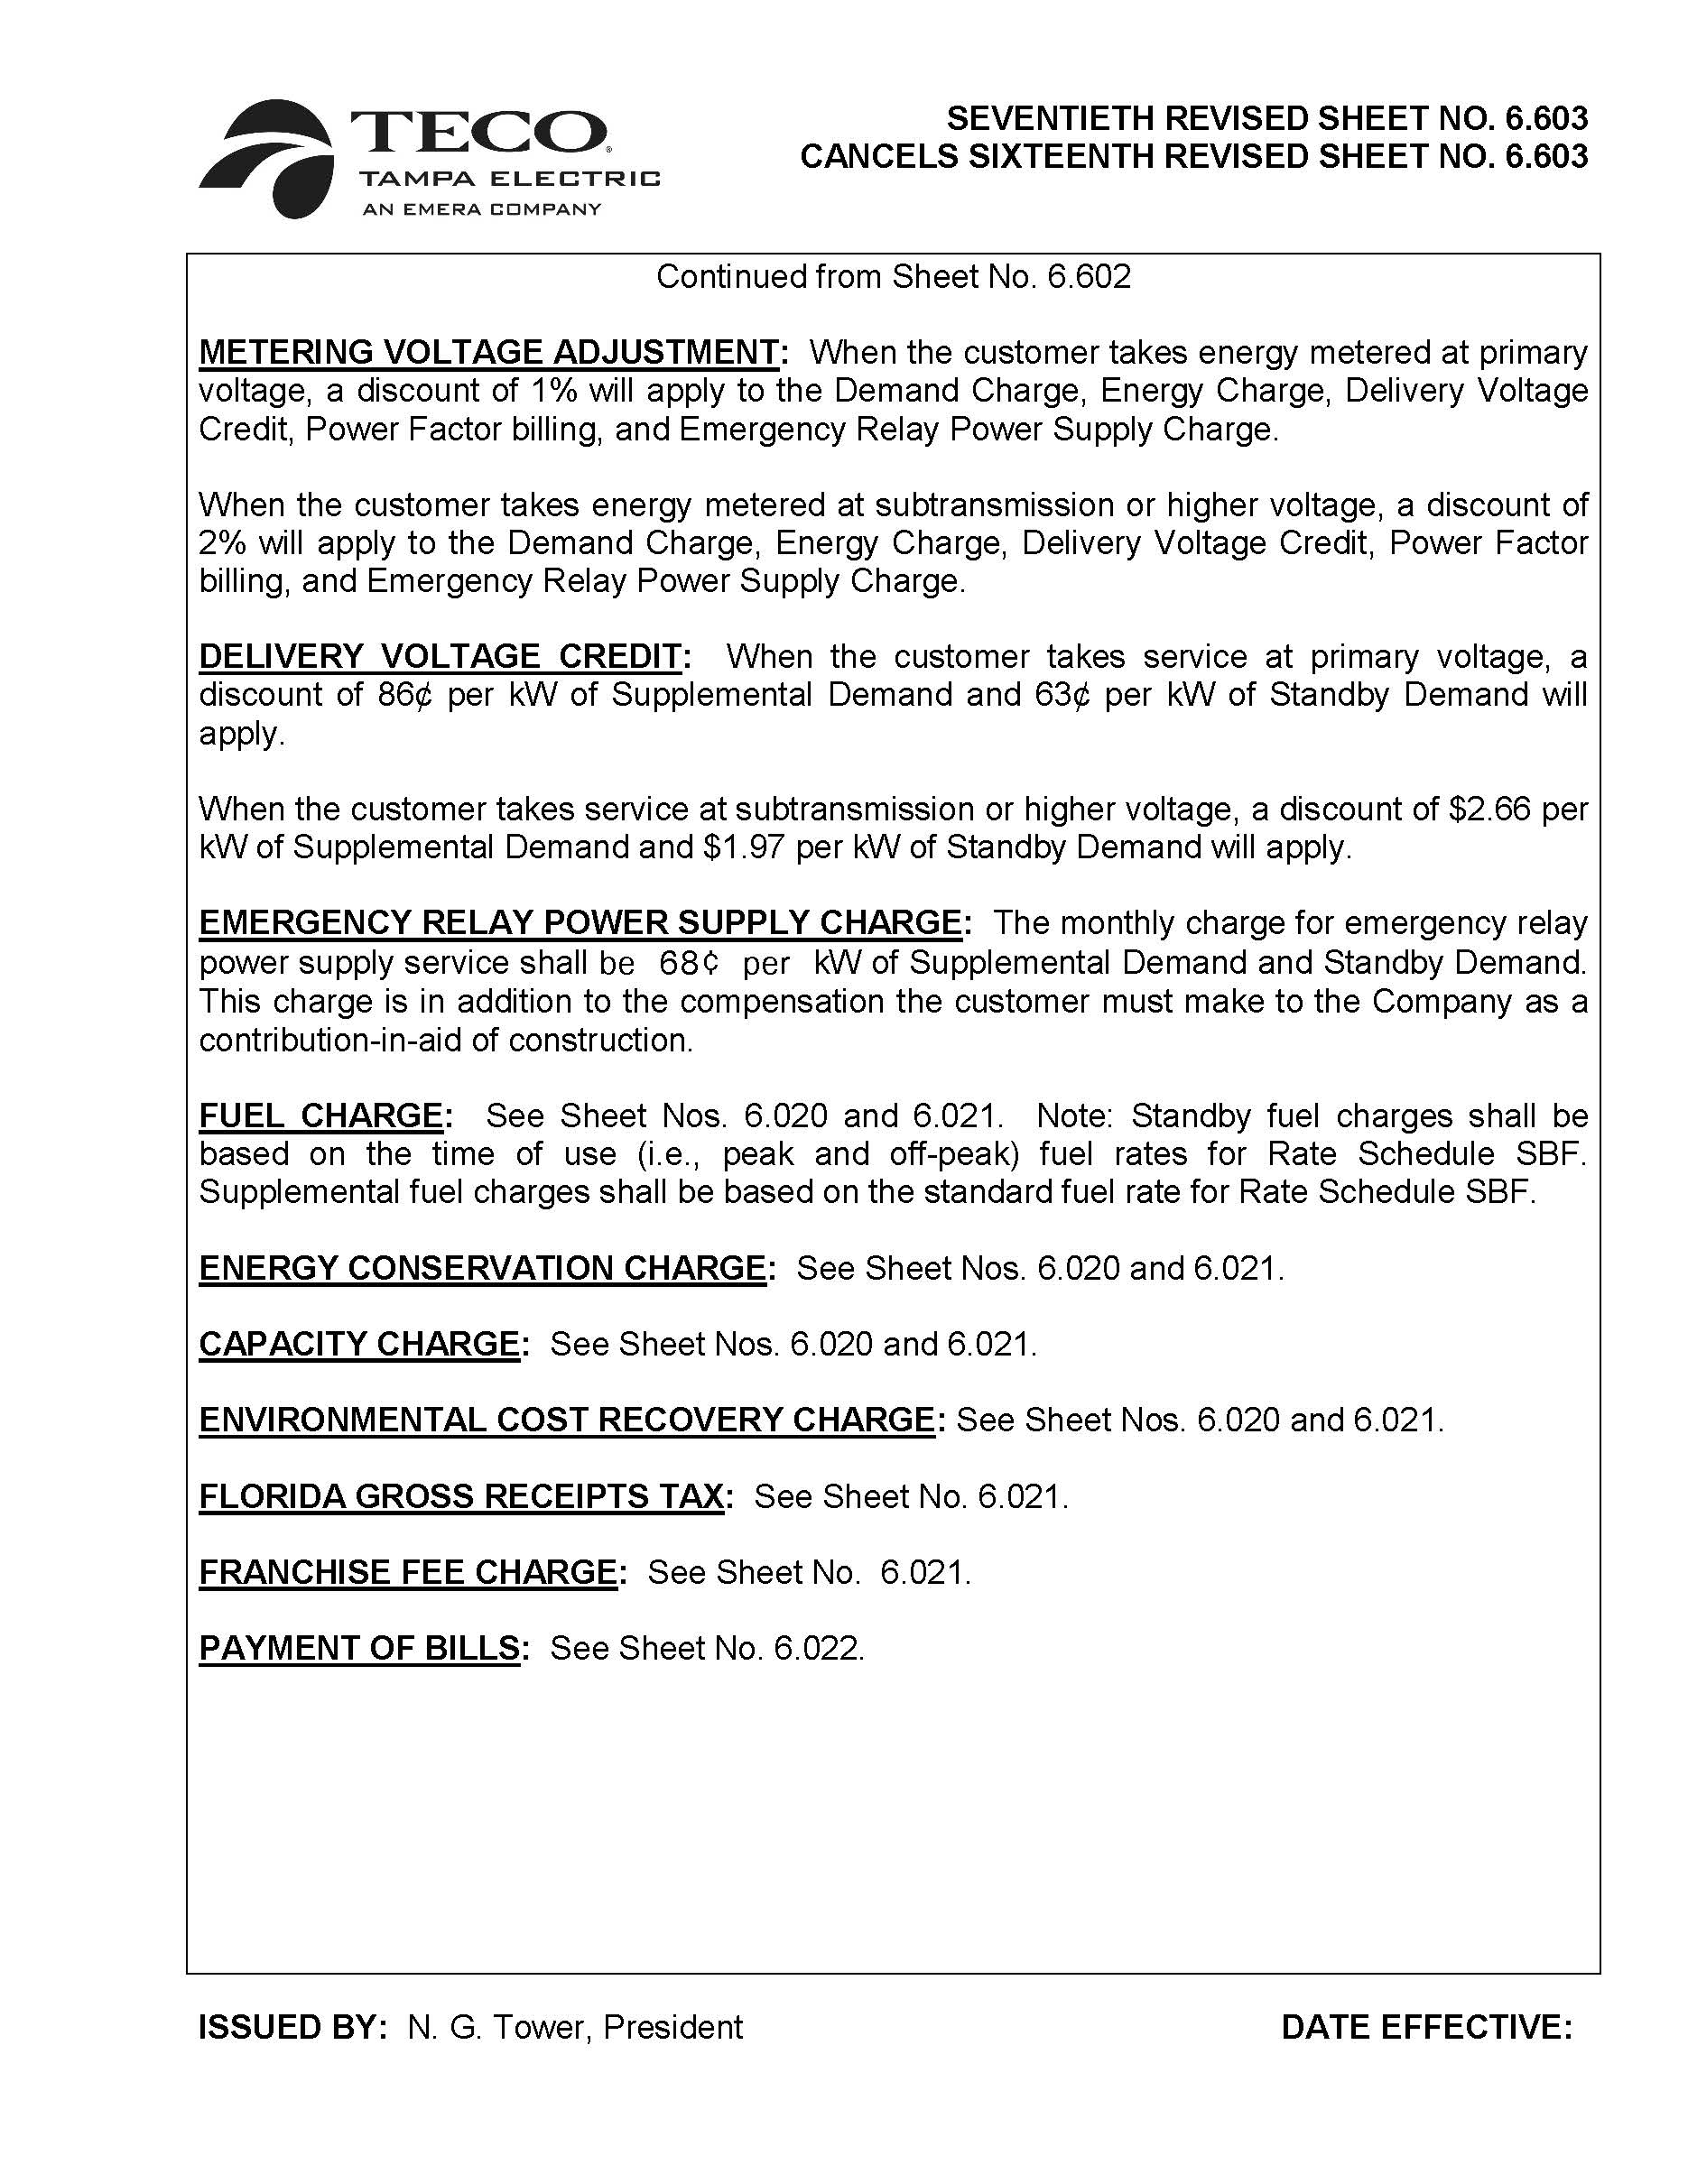 TECO®
TAMPA ELECTRIC
AN EMERA COMPANY
SEVENTIETH REVISED SHEET NO. 6.603
CANCELS SIXTEENTH REVISED SHEET NO. 6.603
Continued from Sheet No. 6.602
METERING VOLTAGE ADJUSTMENT: When the customer takes energy metered at primary
voltage, a discount of 1% will apply to the Demand Charge, Energy Charge, Delivery Voltage
Credit, Power Factor billing, and Emergency Relay Power Supply Charge.
When the customer takes energy metered at subtransmission or higher voltage, a discount of
2% will apply to the Demand Charge, Energy Charge, Delivery Voltage Credit, Power Factor
billing, and Emergency Relay Power Supply Charge.
DELIVERY VOLTAGE CREDIT: When the customer takes service at primary voltage, a
discount of 86¢ per kW of Supplemental Demand and 63¢ per kW of Standby Demand will
apply.
When the customer takes service at subtransmission or higher voltage, a discount of $2.66 per
kW of Supplemental Demand and $1.97 per kW of Standby Demand will apply.
EMERGENCY RELAY POWER SUPPLY CHARGE: The monthly charge for emergency relay
power supply service shall be 68¢ per kW of Supplemental Demand and Standby Demand.
This charge is in addition to the compensation the customer must make to the Company as a
contribution-in-aid of construction.
FUEL CHARGE: See Sheet Nos. 6.020 and 6.021. Note: Standby fuel charges shall be
based on the time of use (i.e., peak and off-peak) fuel rates for Rate Schedule SBF.
Supplemental fuel charges shall be based on the standard fuel rate for Rate Schedule SBF.
ENERGY CONSERVATION CHARGE: See Sheet Nos. 6.020 and 6.021.
CAPACITY CHARGE: See Sheet Nos. 6.020 and 6.021.
ENVIRONMENTAL COST RECOVERY CHARGE: See Sheet Nos. 6.020 and 6.021.
FLORIDA GROSS RECEIPTS TAX: See Sheet No. 6.021.
FRANCHISE FEE CHARGE: See Sheet No. 6.021.
PAYMENT OF BILLS: See Sheet No. 6.022.
ISSUED BY: N. G. Tower, President
DATE EFFECTIVE: